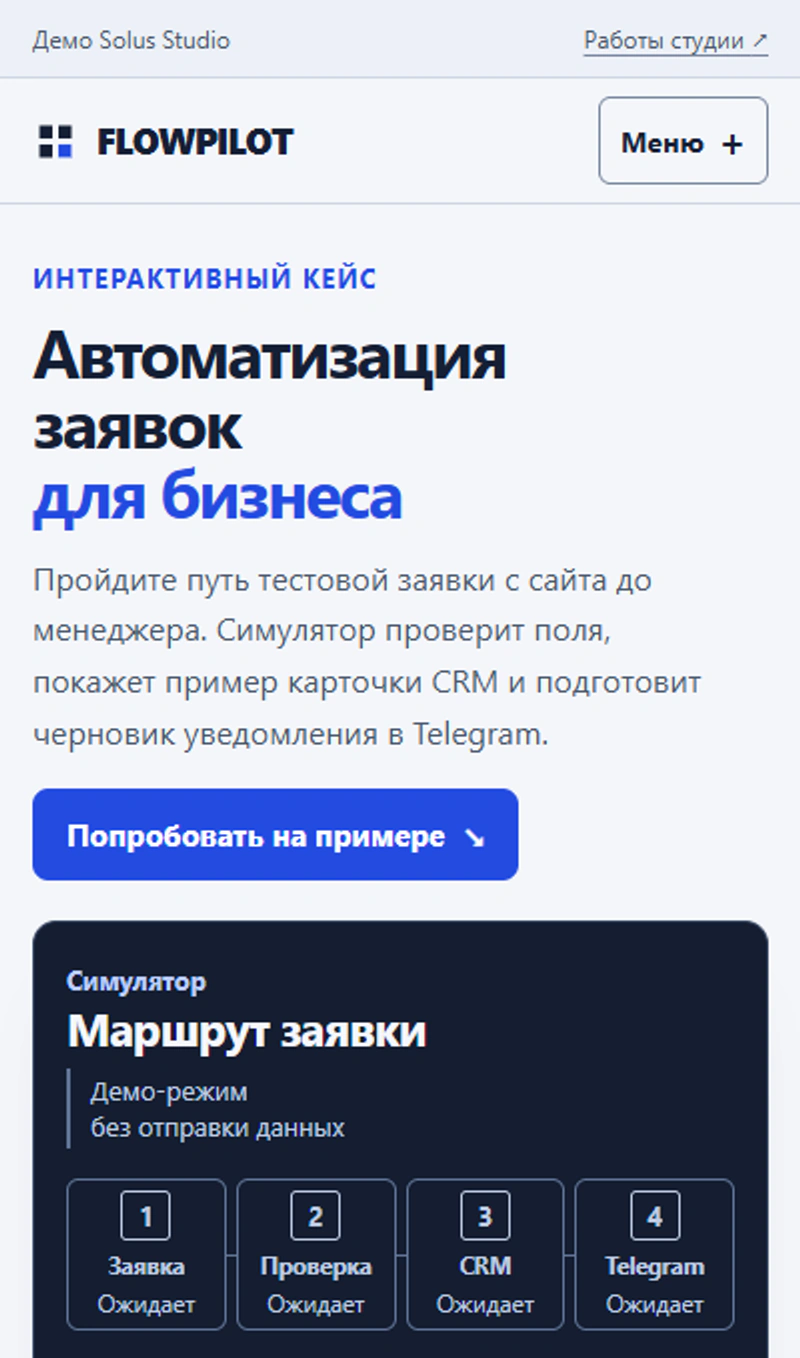 Демо Solus Studio
Работы студии ↗
FLOWPILOT
Меню +
ИНТЕРАКТИВНЫЙ КЕЙС
Автоматизация
заявок
для бизнеса
Пройдите путь тестовой заявки с сайта до
менеджера. Симулятор проверит поля,
покажет пример карточки CRM и подготовит
черновик уведомления в Telegram.
Попробовать на примере ↘
Симулятор
Маршрут заявки
Демо-режим
без отправки данных
1
Заявка
Ожидает
2
Проверка
Ожидает
3
CRM
Ожидает
4
Telegram
Ожидает